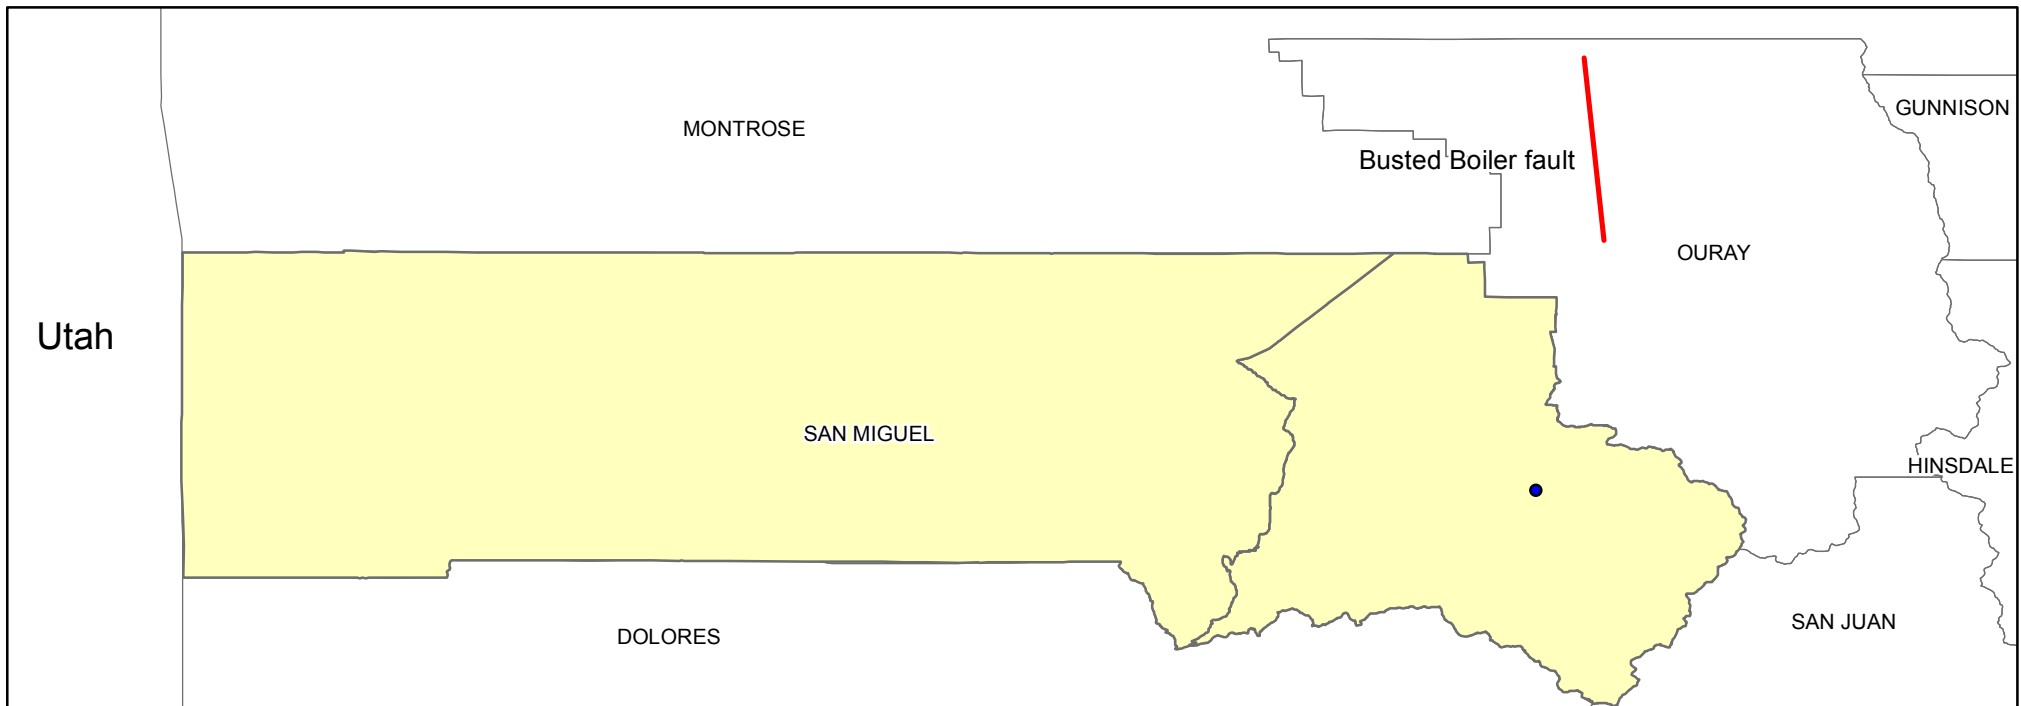 GUNNISON
MONTROSE
Busted Boiler fault
OURAY
Utah
SAN MIGUEL
HINSDALE
SAN JUAN
DOLORES